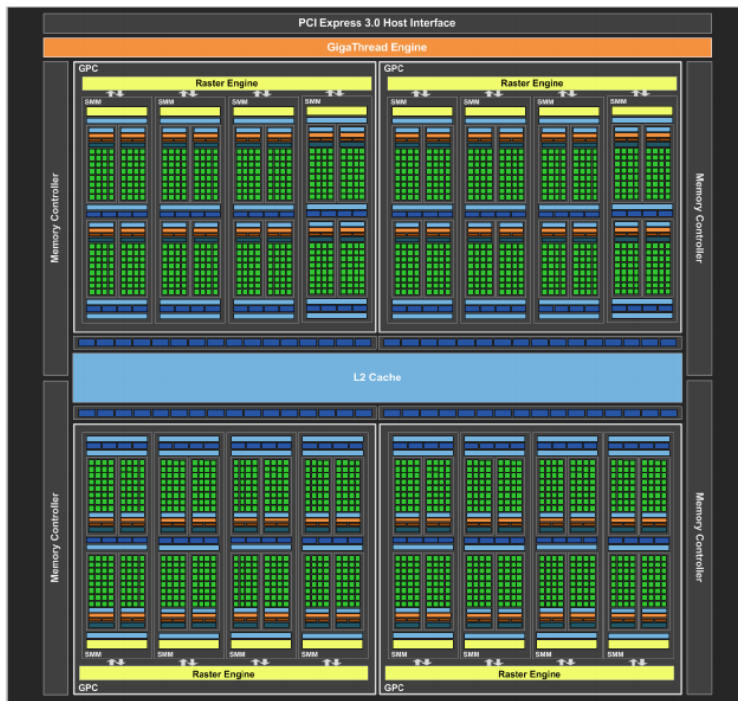 PCI Express 3.0 Host Interface
GigaThread Engine
GPC
Raster Engine
SMM SMM SMM SMM
GPC
Raster Engine
SMM SMM SMM SMM
Memory Controller
Memory Controller
L2 Cache
Memory Controller
Memory Controller
SMM SMM SMM SMM
Raster Engine
GPC
SMM SMM SMM SMM
Raster Engine
GPC